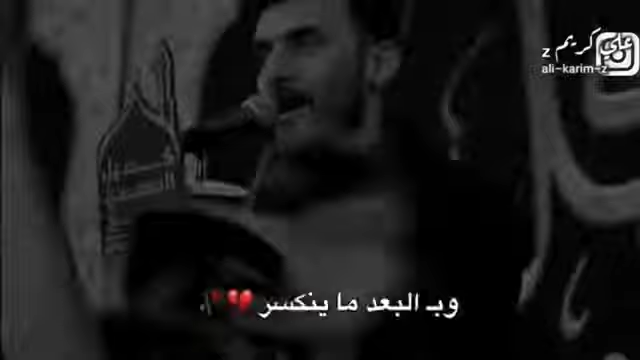 علي كريم z
ali-karim-z
وبـ البعد ما ينكسر 💔🥀.